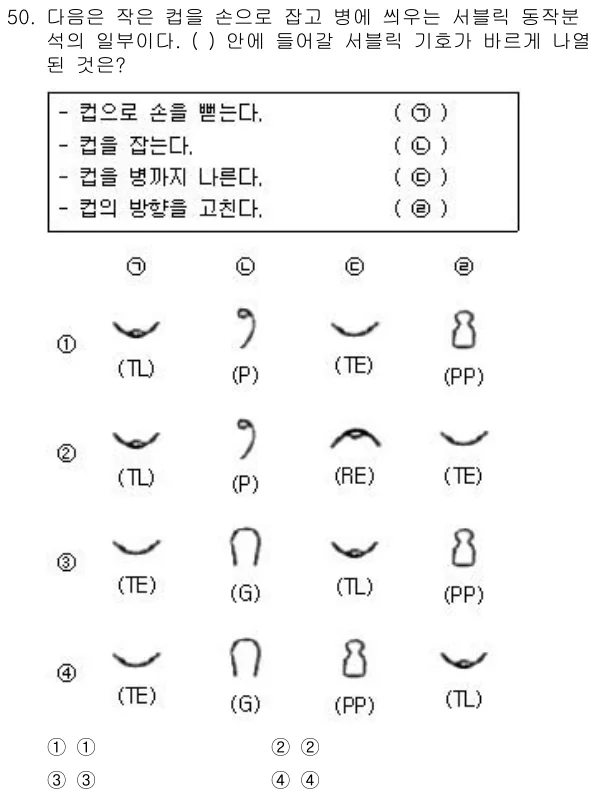 50. 다음은 작은 컵을 손으로 잡고 병에 씌우는 서블릭 동작분
석의 일부이다. ( ) 안에 들어갈 서블릭 기호가 바르게 나열
된 것은?
- 컵으로 손을 뻗는다. ( ㉠ )
- 컵을 잡는다. ( ㉡ )
- 컵을 병까지 나른다. ( ㉢ )
- 컵의 방향을 고친다. ( ㉣ )
㉠ ㉡ ㉢ ㉣
①
(TL) (P) (TE) (PP)
②
(TL) (P) (RE) (TE)
③
(TE) (G) (TL) (PP)
④
(TE) (G) (PP) (TL)
① ① ② ②
③ ③ ④ ④